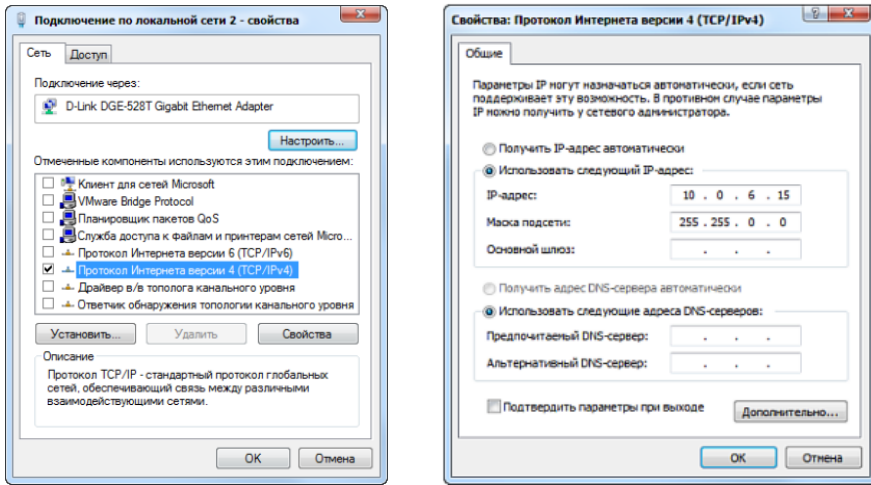 Подключение по локальной сети 2 - свойства
Сеть
Доступ
Подключение через:
D-Link DGE-528T Gigabit Ethernet Adapter
Настроить...
Отмеченные компоненты используются этим подключением:
Клиент для сетей Microsoft
VMware Bridge Protocol
Планировщик пакетов QoS
Служба доступа к файлам и принтерам сетей Micro...
Протокол Интернета версии 6 (TCP/IPv6)
Протокол Интернета версии 4 (TCP/IPv4)
Драйвер в/в тополога канального уровня
Ответчик обнаружения топологии канального уровня
Установить...
Удалить
Свойства
Описание
Протокол TCP/IP - стандартный протокол глобальных
сетей, обеспечивающий связь между различными
взаимодействующими сетями.
OK
Отмена
Свойства: Протокол Интернета версии 4 (TCP/IPv4)
Общие
Параметры IP могут назначаться автоматически, если сеть
поддерживает эту возможность. В противном случае параметры
IP можно получить у сетевого администратора.
Получить IP-адрес автоматически
Использовать следующий IP-адрес:
IP-адрес: 10 . 0 . 6 . 15
Маска подсети: 255 . 255 . 0 . 0
Основной шлюз: . . .
Получить адрес DNS-сервера автоматически
Использовать следующие адреса DNS-серверов:
Предпочитаемый DNS-сервер: . . .
Альтернативный DNS-сервер: . . .
Подтвердить параметры при выходе
Дополнительно...
OK
Отмена